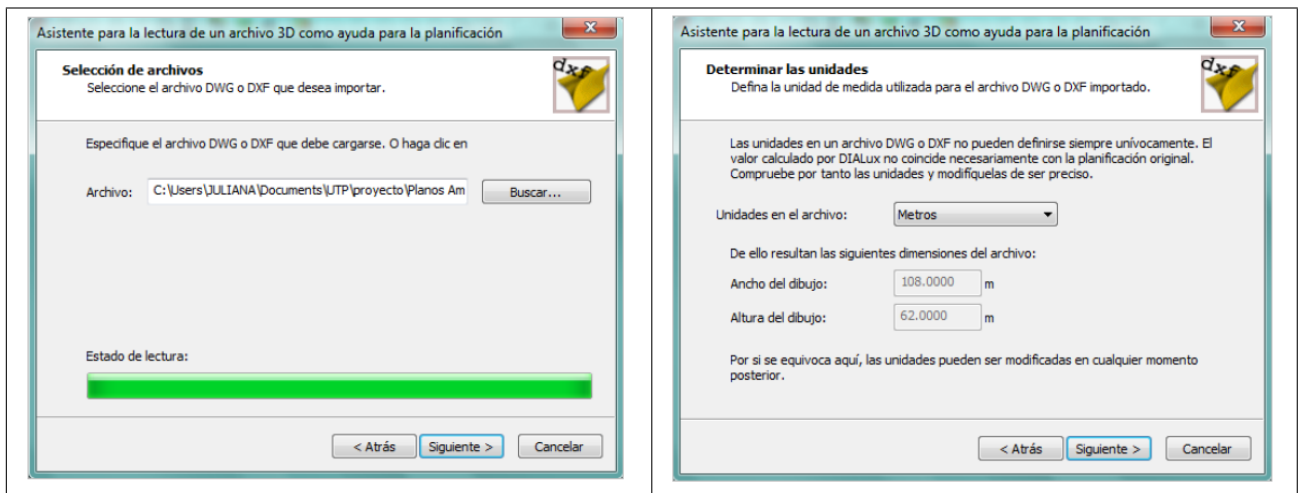 Asistente para la lectura de un archivo 3D como ayuda para la planificación
X
Selección de archivos
Seleccione el archivo DWG o DXF que desea importar.
dxf
Especifique el archivo DWG o DXF que debe cargarse. O haga clic en
Archivo: C:\Users\JULIANA\Documents\UTP\proyecto\Planos Am Buscar...
Estado de lectura:
< Atrás Siguiente > Cancelar
Asistente para la lectura de un archivo 3D como ayuda para la planificación
X
Determinar las unidades
Defina la unidad de medida utilizada para el archivo DWG o DXF importado.
dxf
Las unidades en un archivo DWG o DXF no pueden definirse siempre unívocamente. El
valor calculado por DIALux no coincide necesariamente con la planificación original.
Compruebe por tanto las unidades y modifíquelas de ser preciso.
Unidades en el archivo: Metros
De ello resultan las siguientes dimensiones del archivo:
Ancho del dibujo: 108.0000 m
Altura del dibujo: 62.0000 m
Por si se equivoca aquí, las unidades pueden ser modificadas en cualquier momento
posterior.
< Atrás Siguiente > Cancelar